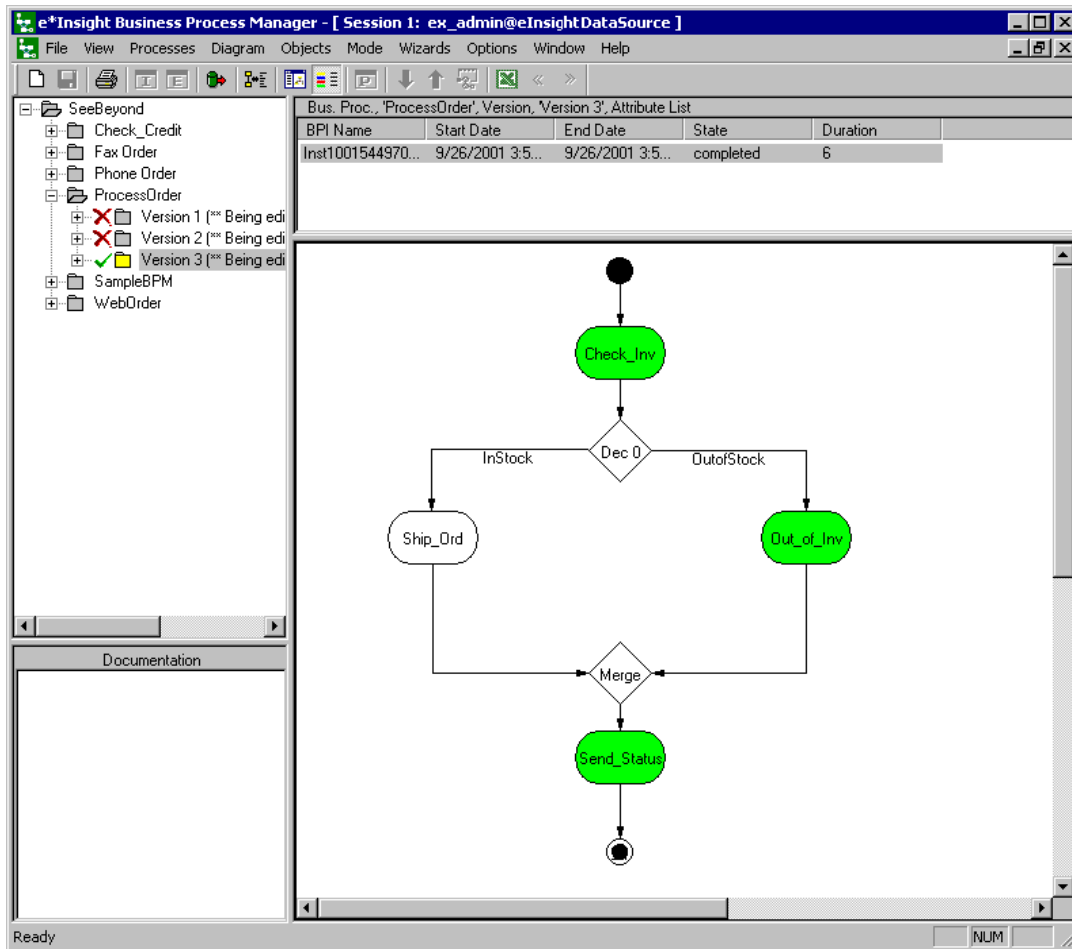 e*Insight Business Process Manager - [ Session 1: ex_admin@eInsightDataSource ]
File View Processes Diagram Objects Mode Wizards Options Window Help
SeeBeyond
Check_Credit
Fax Order
Phone Order
ProcessOrder
Version 1 (** Being edi
Version 2 (** Being edi
Version 3 (** Being edi
SampleBPM
WebOrder
Documentation
Bus. Proc., 'ProcessOrder', Version, 'Version 3', Attribute List
BPI Name Start Date End Date State Duration
Inst1001544970... 9/26/2001 3:5... 9/26/2001 3:5... completed 6
Check_Inv
Dec 0
InStock OutofStock
Ship_Ord Out_of_Inv
Merge
Send_Status
Ready NUM